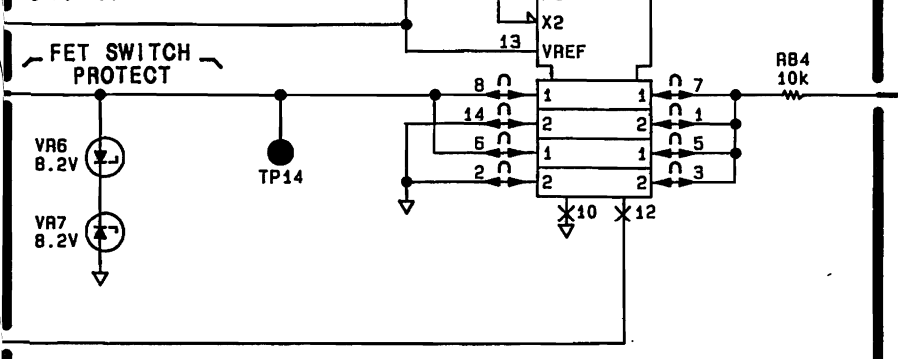 X2
13 VREF
FET SWITCH
PROTECT
R84
10k
8 1 1 7
14 2 2 1
6 1 1 5
2 2 2 3
VR6
8.2V
TP14
10 12
VR7
8.2V